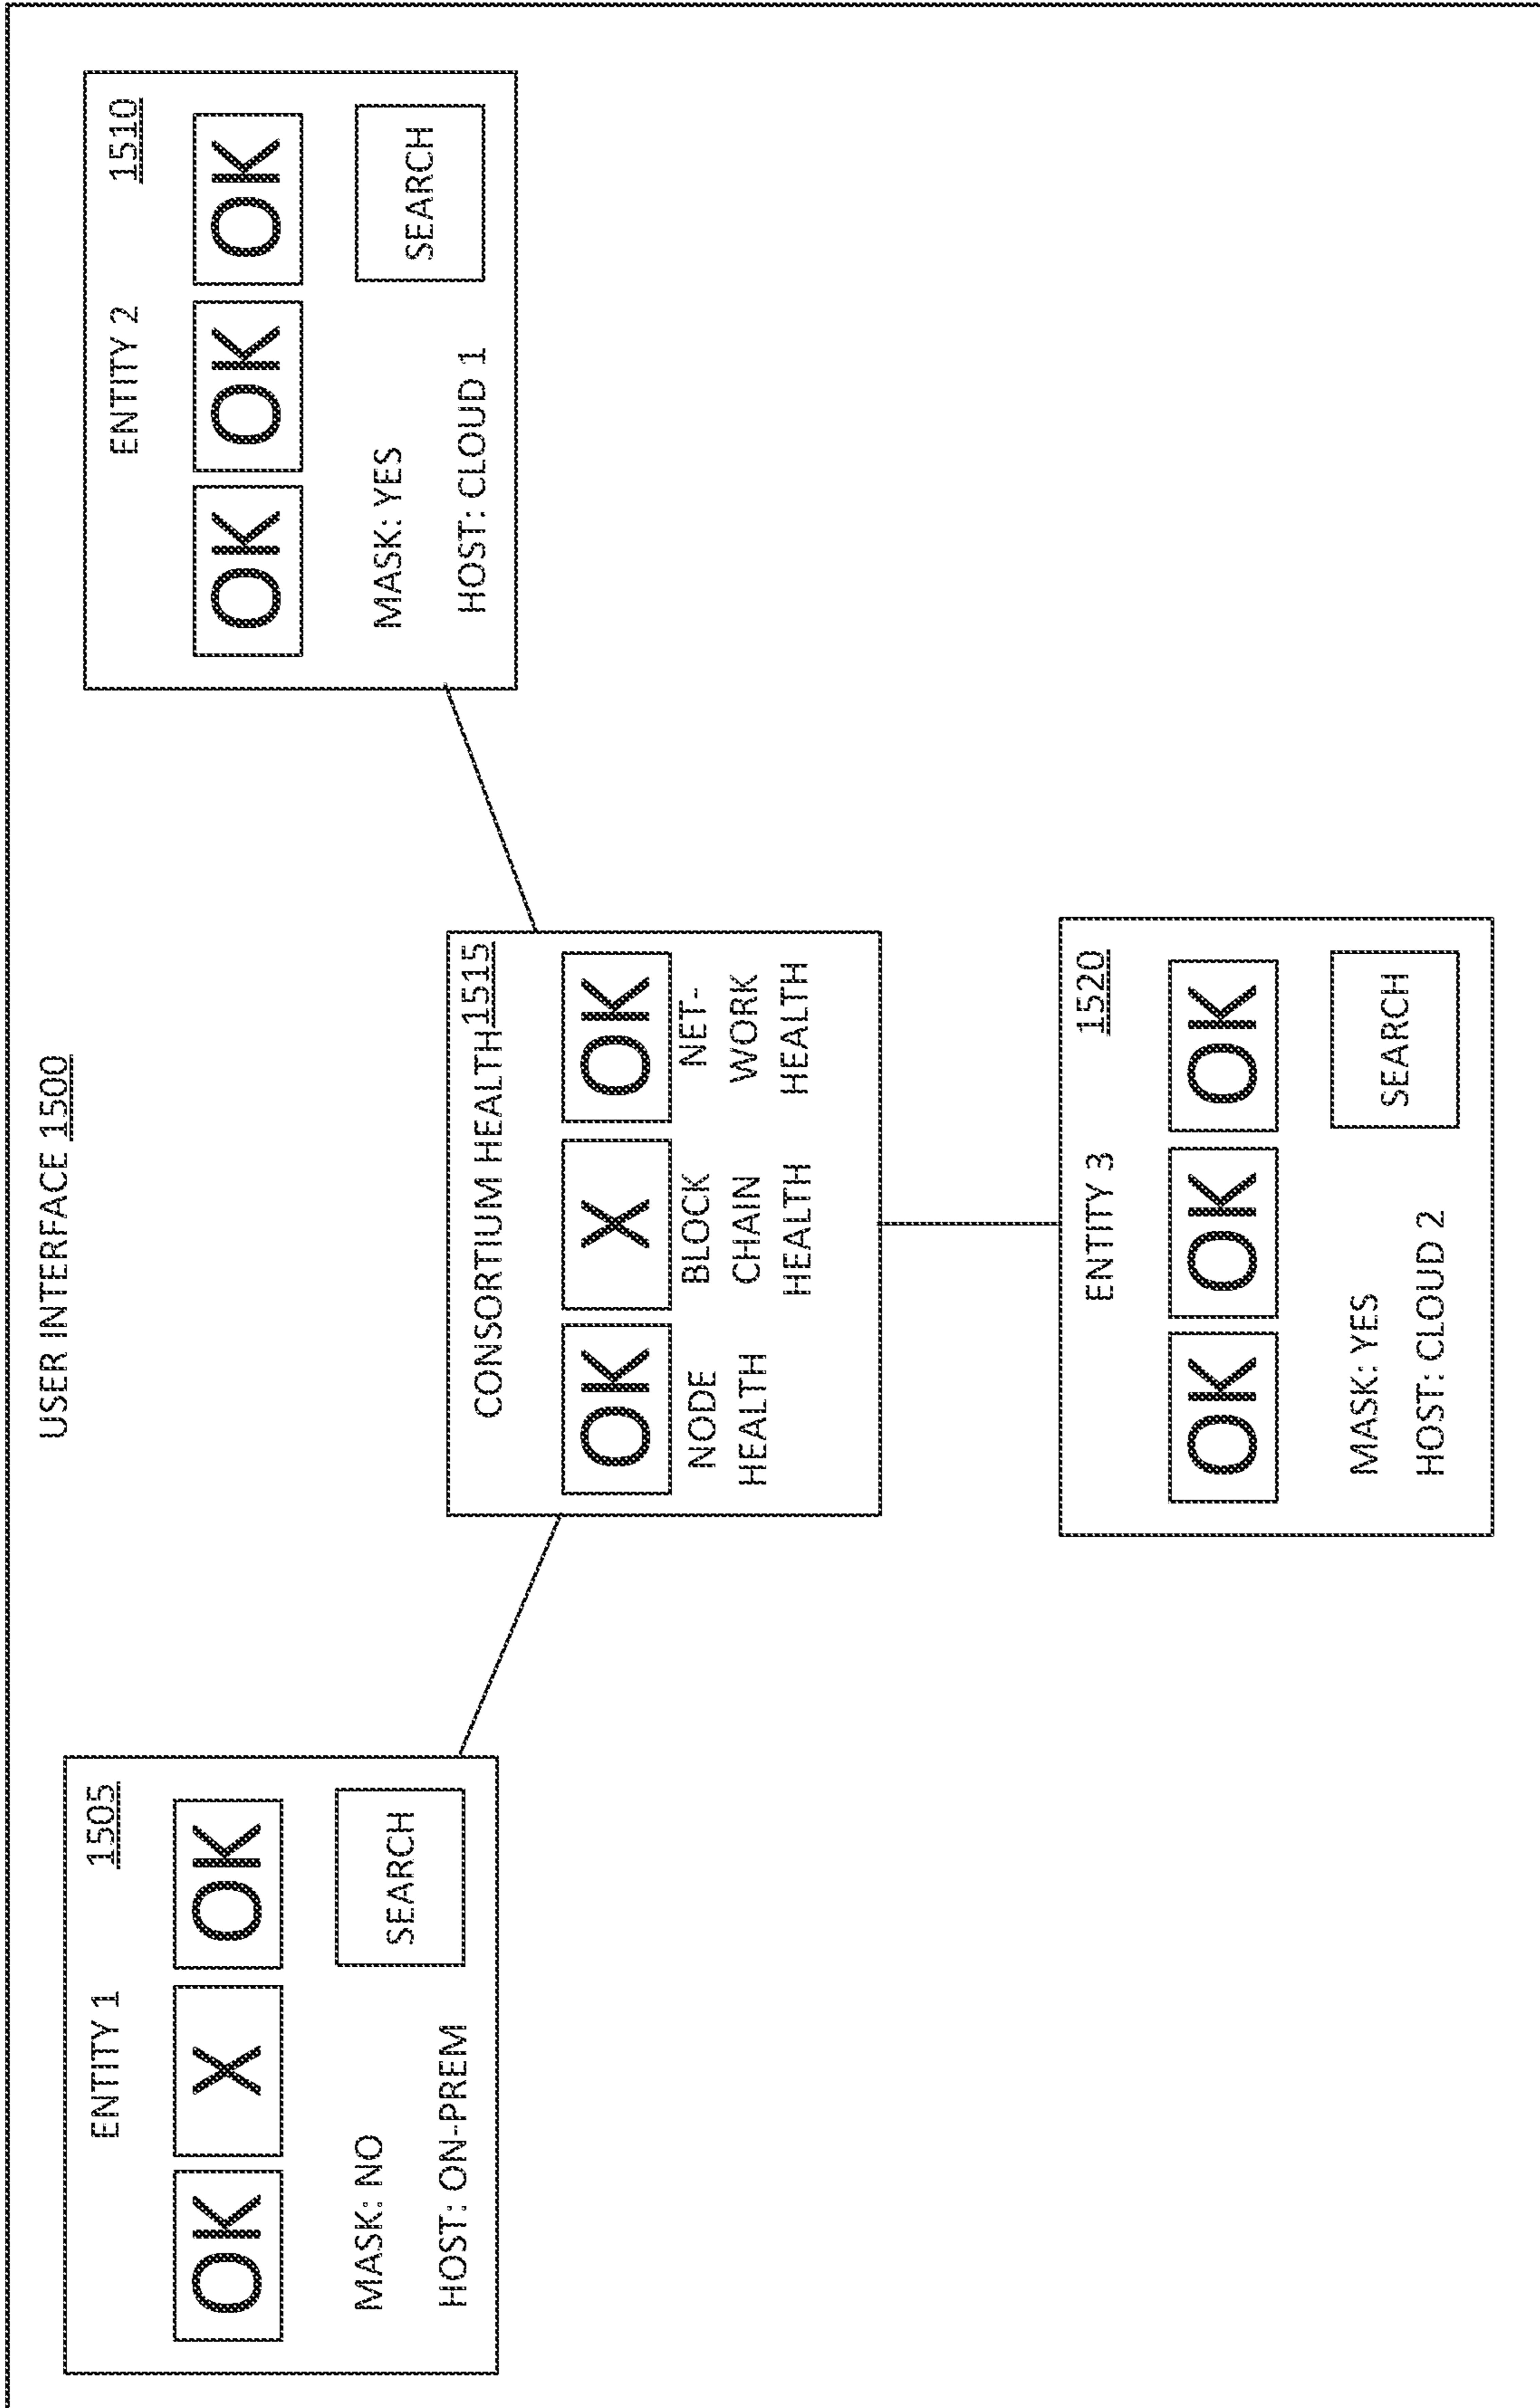 USER INTERFACE 1500
ENTITY 1
1505
OK X OK
MASK: NO
SEARCH
HOST: ON-PREM
ENTITY 2
1510
OK OK OK
MASK: YES
SEARCH
HOST: CLOUD 1
CONSORTIUM HEALTH 1515
OK X OK
NODE
HEALTH
BLOCK
CHAIN
HEALTH
NET-
WORK
HEALTH
ENTITY 3
1520
OK OK OK
MASK: YES
SEARCH
HOST: CLOUD 2